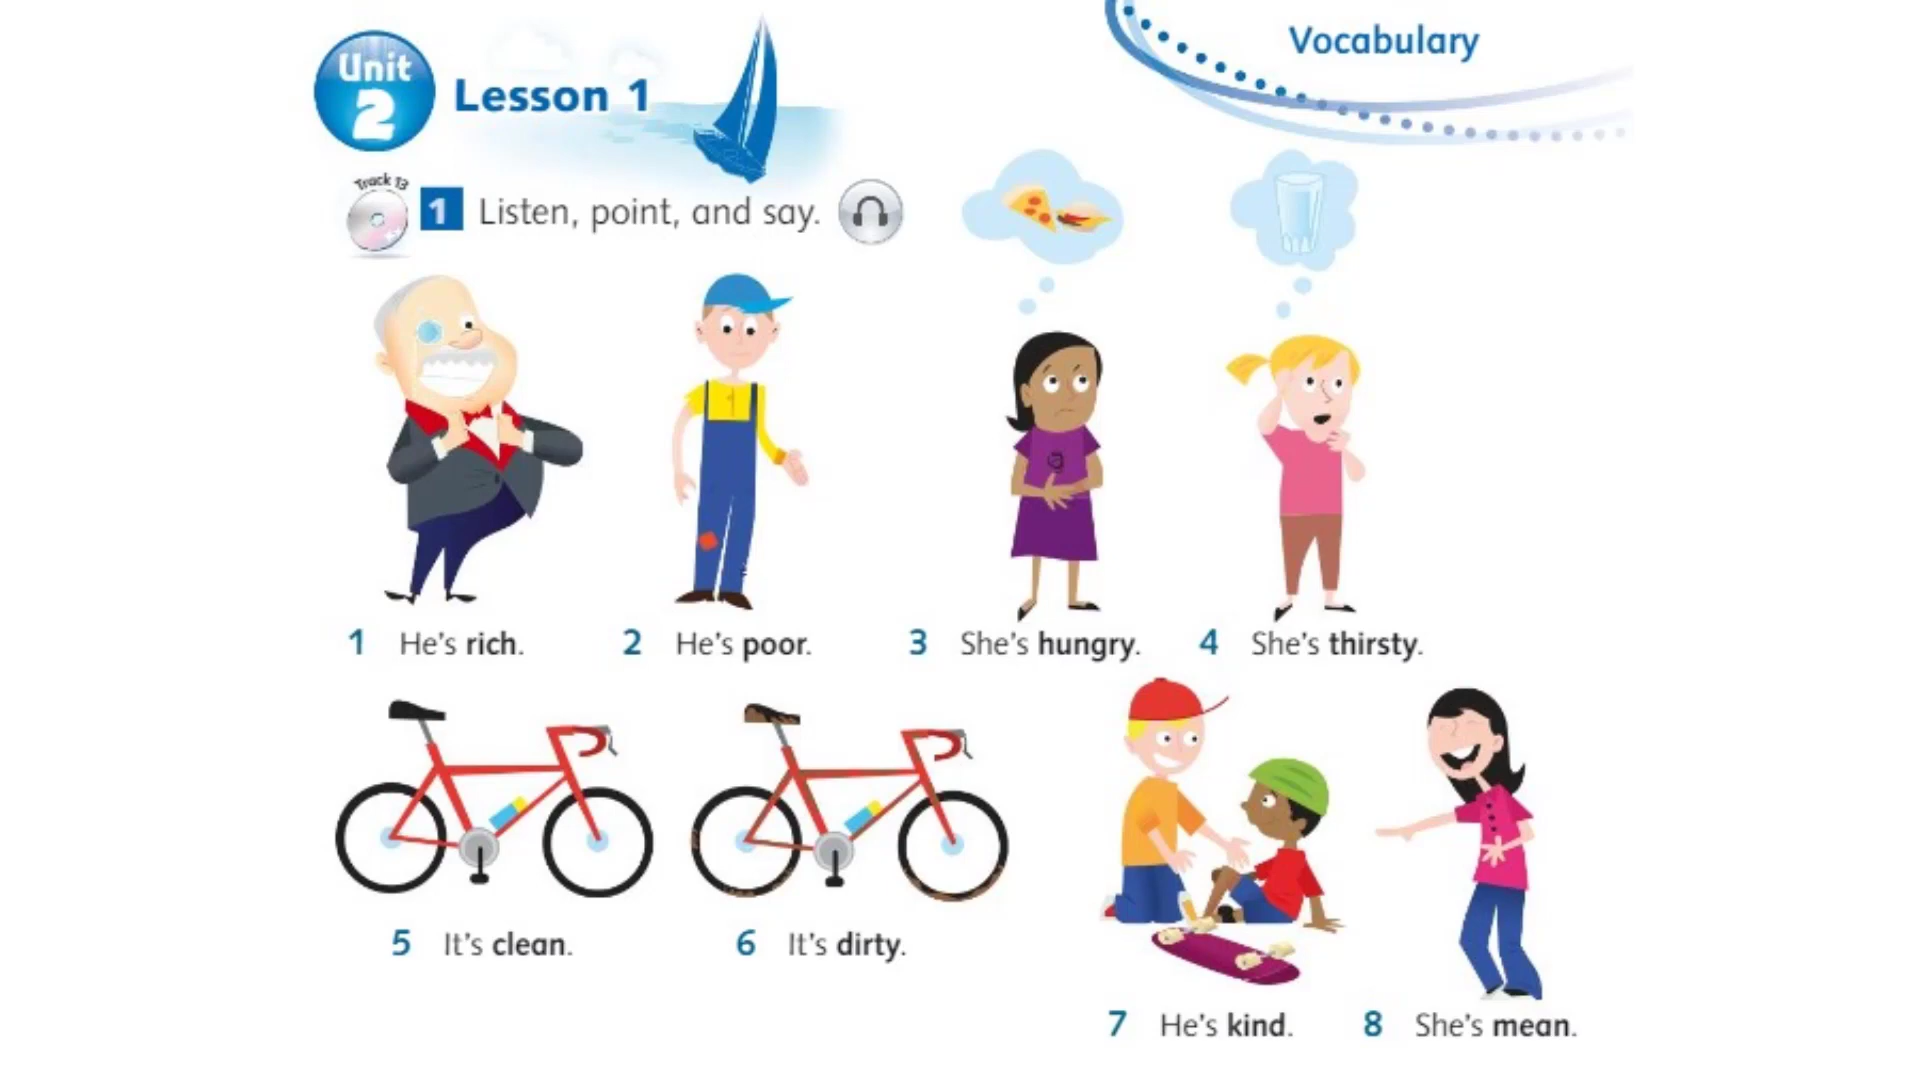 Unit
2
Lesson 1
Vocabulary
Track 13
1 Listen, point, and say.
1 He's rich.
2 He's poor.
3 She's hungry.
4 She's thirsty.
5 It's clean.
6 It's dirty.
7 He's kind.
8 She's mean.